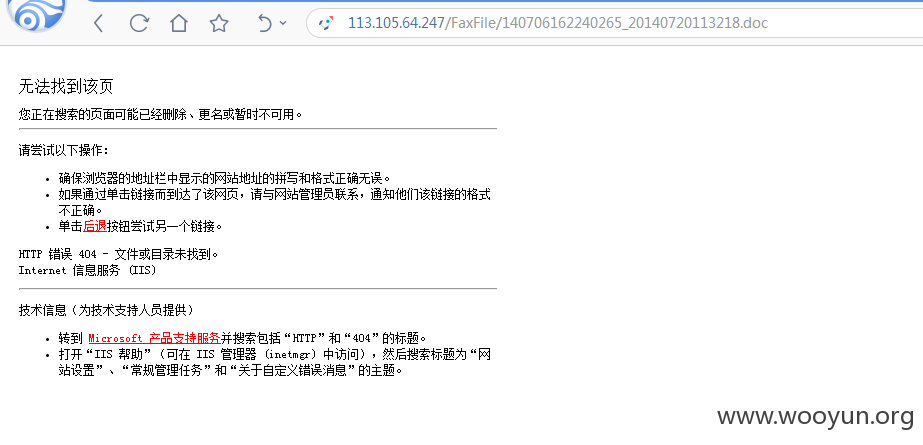 113.105.64.247/FaxFile/140706162240265_20140720113218.doc
无法找到该页
您正在搜索的页面可能已经删除、更名或暂时不可用。
请尝试以下操作:
• 确保浏览器的地址栏中显示的网站地址的拼写和格式正确无误。
• 如果通过单击链接而到达了该网页，请与网站管理员联系，通知他们该链接的格式
不正确。
• 单击后退按钮尝试另一个链接。
HTTP 错误 404 - 文件或目录未找到。
Internet 信息服务 (IIS)
技术信息（为技术支持人员提供）
• 转到 Microsoft 产品支持服务并搜索包括“HTTP”和“404”的标题。
• 打开“IIS 帮助”（可在 IIS 管理器 (inetmgr) 中访问），然后搜索标题为“网
站设置”、“常规管理任务”和“关于自定义错误消息”的主题。
www.wooyun.org